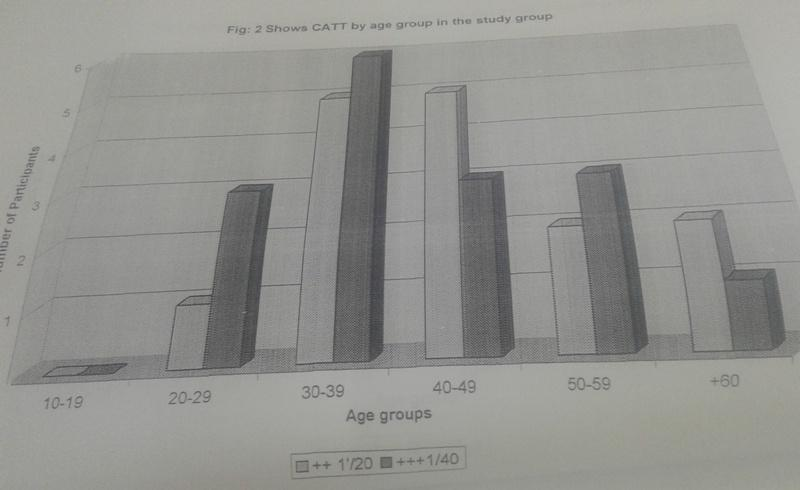 Fig: 2 Shows CATT by age group in the study group
6
5
4
3
2
1
of Participants
10-19 20-29 30-39 40-49 50-59 +60
Age groups
++ 1'/20 +++1/40